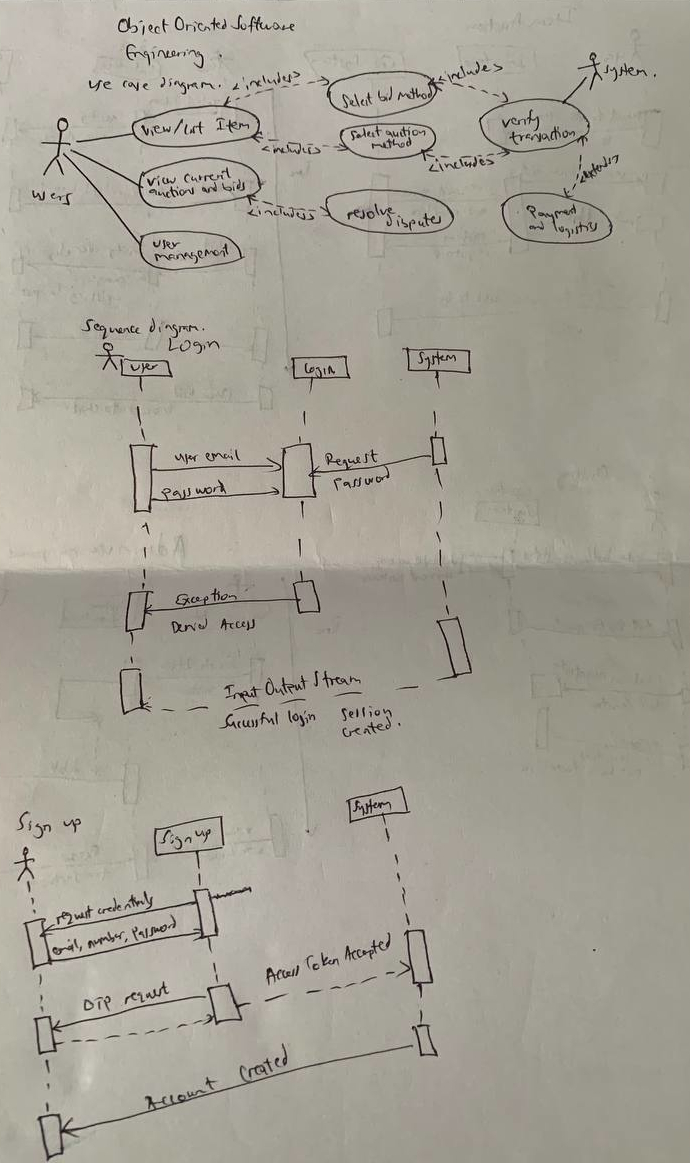 Object Oriented Software
Engineering.
use case diagram.
<includes>
Select bid method
<includes>
System.
view/List Item
<includes>
Select auction
method
<includes>
verify
transaction
users
view current
auctions and bids
<includes>
resolve
disputes
<extends>
Payment
and logistics
user
management
Sequence diagram.
Login
user
Login
System
user email
Request
Password
password
Exception
Denied Access
Input Output Stream
Successful login session
created.
Sign up
Sign up
System
request credentials
email, number, password
Access Token Accepted
OTP request
Account Created